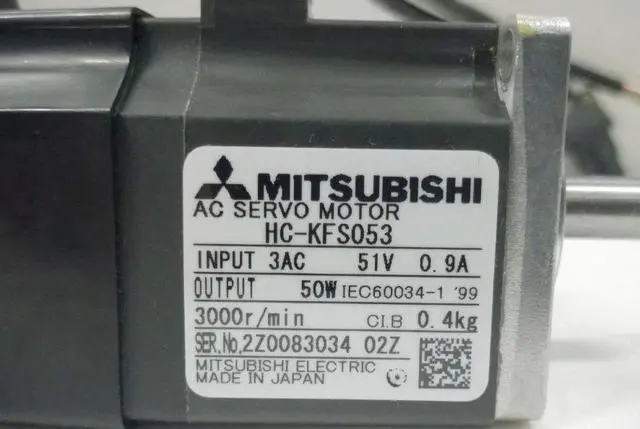 MITSUBISHI
AC SERVO MOTOR
HC-KFS053
INPUT 3AC 51V 0.9A
OUTPUT 50W IEC60034-1 '99
3000r/min CI.B 0.4kg
SER.No.2Z0083034 02Z
MITSUBISHI ELECTRIC
MADE IN JAPAN